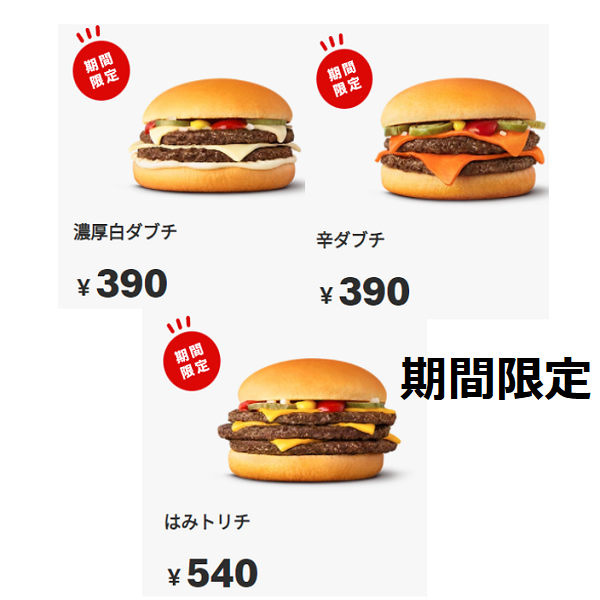 期間
限定
濃厚白ダブチ
¥390
期間
限定
辛ダブチ
¥390
期間
限定
はみトリチ
¥540
期間限定